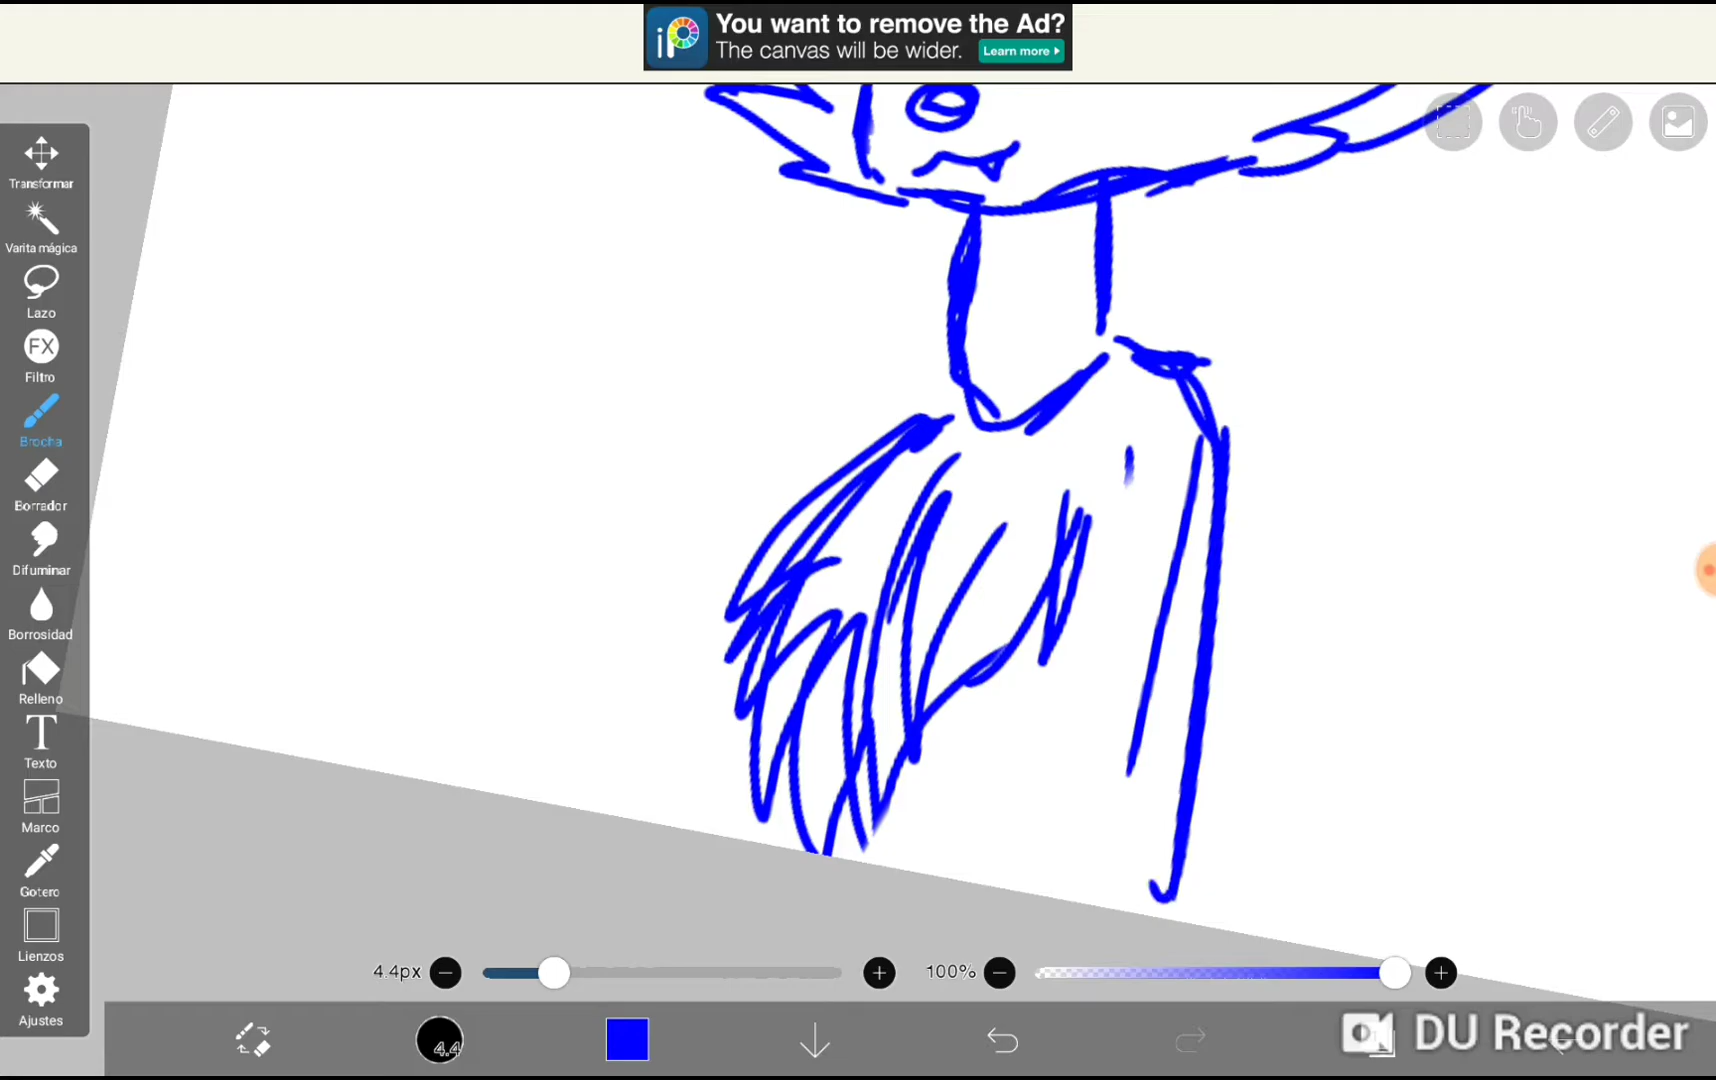 iP
You want to remove the Ad?
The canvas will be wider.
Learn more
Transformar
Varita mágica
Lazo
FX
Filtro
Brocha
Borrador
Difuminar
Borrosidad
Relleno
T
Texto
Marco
Gotero
Lienzos
Ajustes
4.4px
100%
4.4
DU Recorder